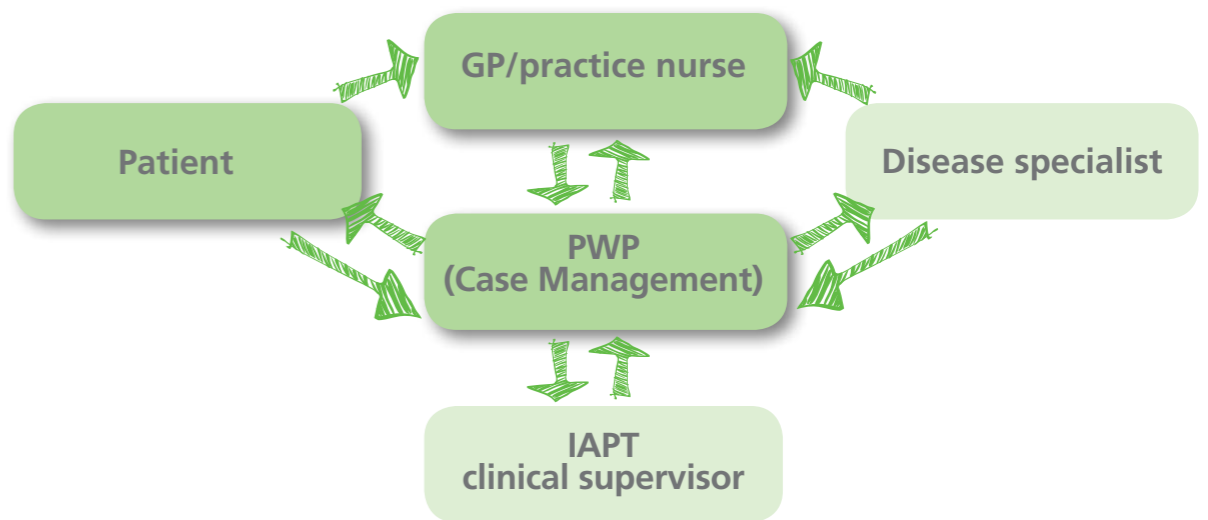 GP/practice nurse
Patient
Disease specialist
PWP
(Case Management)
IAPT
clinical supervisor